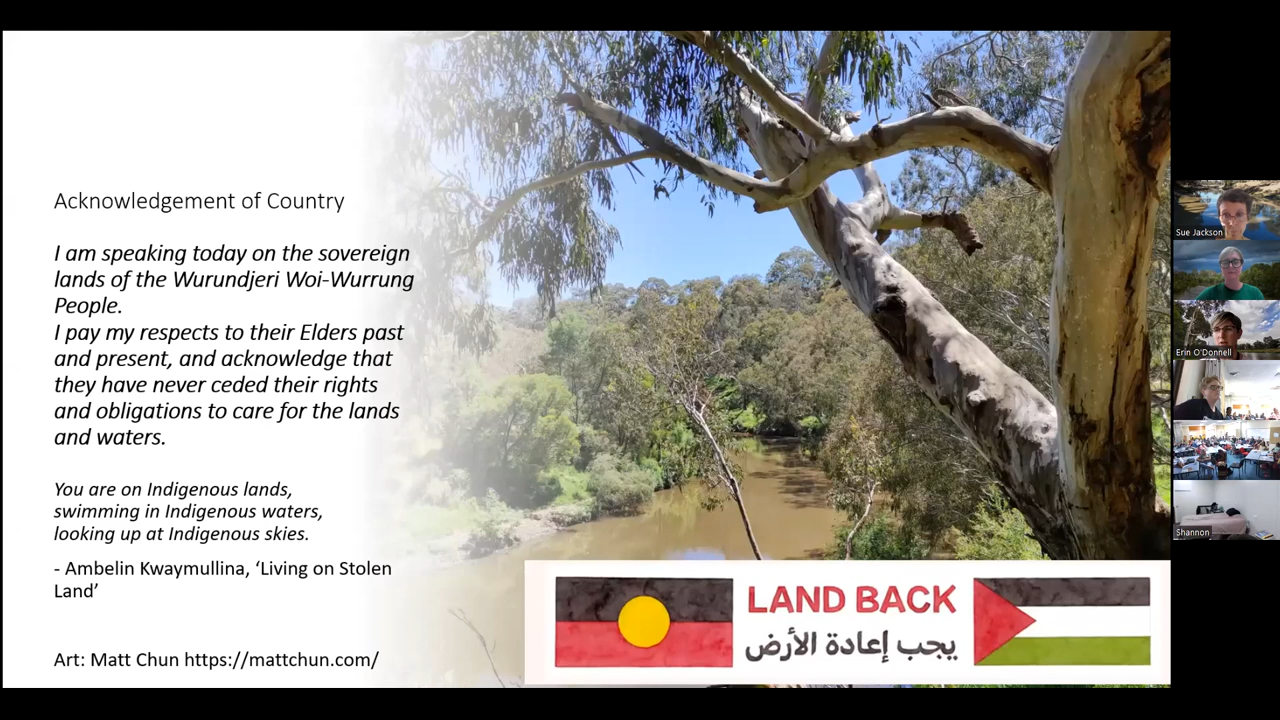 Acknowledgement of Country
I am speaking today on the sovereign
lands of the Wurundjeri Woi-Wurrung
People.
I pay my respects to their Elders past
and present, and acknowledge that
they have never ceded their rights
and obligations to care for the lands
and waters.
You are on Indigenous lands,
swimming in Indigenous waters,
looking up at Indigenous skies.
- Ambelin Kwaymullina, ‘Living on Stolen
Land’
Art: Matt Chun https://mattchun.com/
LAND BACK
يجب إعادة الأرض
Sue Jackson
Erin O'Donnell
Shannon